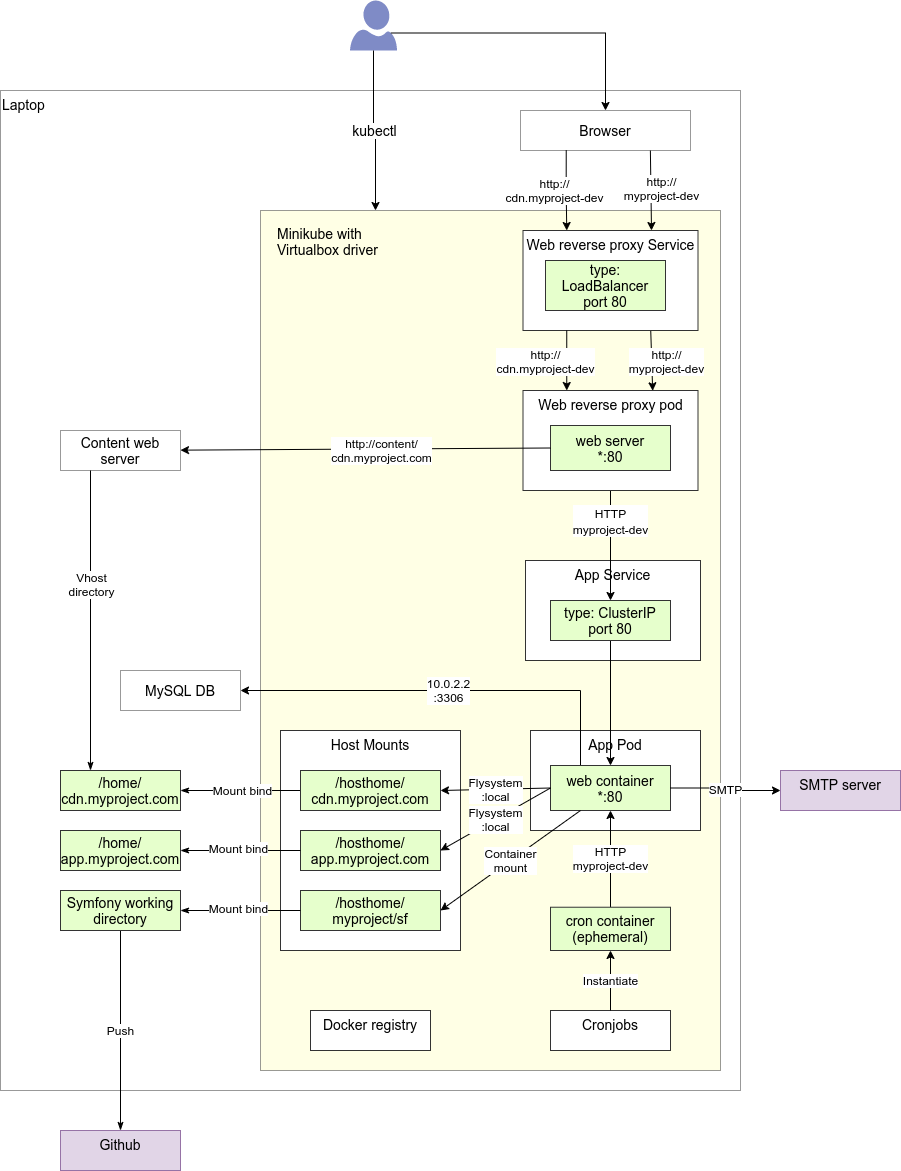 Laptop
kubectl
Browser
http://
cdn.myproject-dev
http://
myproject-dev
Minikube with
Virtualbox driver
Web reverse proxy Service
type:
LoadBalancer
port 80
http://
cdn.myproject-dev
http://
myproject-dev
Web reverse proxy pod
web server
*:80
Content web
server
http://content/
cdn.myproject.com
HTTP
myproject-dev
App Service
type: ClusterIP
port 80
Vhost
directory
MySQL DB
10.0.2.2
:3306
Host Mounts
App Pod
/home/
cdn.myproject.com
Mount bind
/hosthome/
cdn.myproject.com
Flysystem
:local
web container
*:80
SMTP
SMTP server
/home/
app.myproject.com
Mount bind
/hosthome/
app.myproject.com
Flysystem
:local
Container
mount
HTTP
myproject-dev
Symfony working
directory
Mount bind
/hosthome/
myproject/sf
cron container
(ephemeral)
Instantiate
Push
Docker registry
Cronjobs
Github